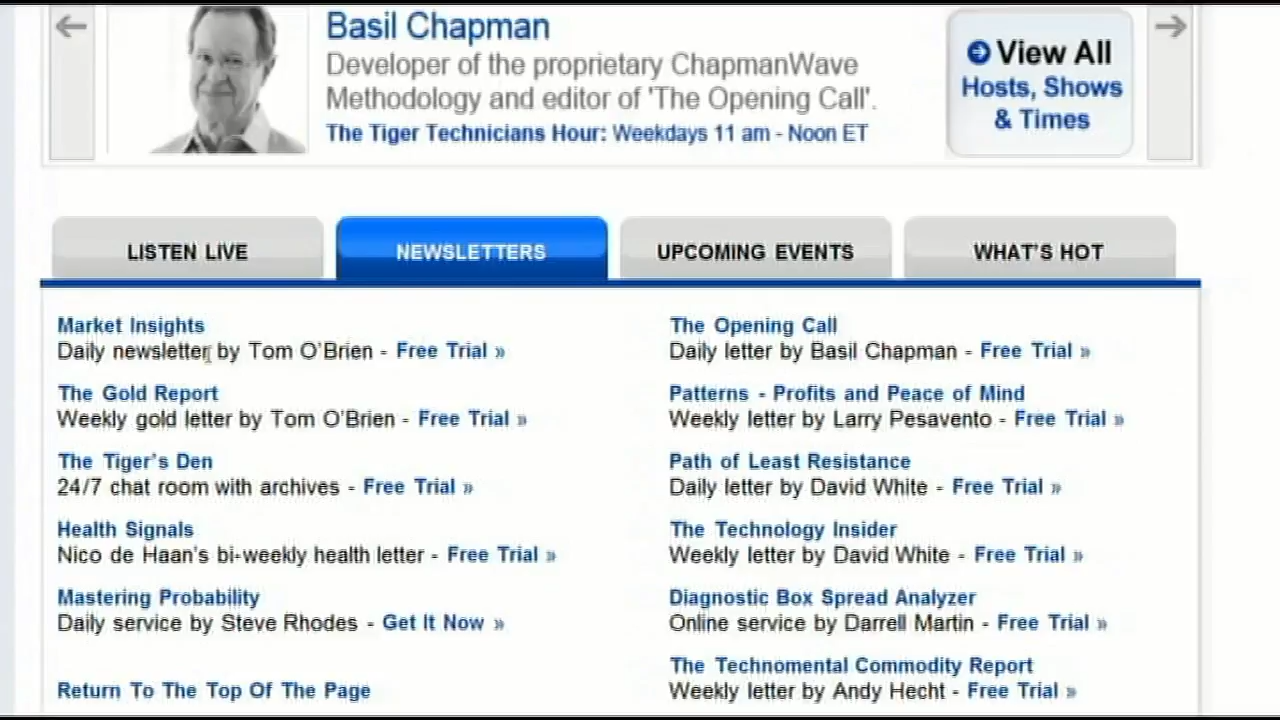 Basil Chapman
Developer of the proprietary ChapmanWave
Methodology and editor of 'The Opening Call'.
The Tiger Technicians Hour: Weekdays 11 am - Noon ET
View All
Hosts, Shows
& Times
LISTEN LIVE
NEWSLETTERS
UPCOMING EVENTS
WHAT'S HOT
Market Insights
Daily newsletter by Tom O'Brien - Free Trial »
The Gold Report
Weekly gold letter by Tom O'Brien - Free Trial »
The Tiger's Den
24/7 chat room with archives - Free Trial »
Health Signals
Nico de Haan's bi-weekly health letter - Free Trial »
Mastering Probability
Daily service by Steve Rhodes - Get It Now »
Return To The Top Of The Page
The Opening Call
Daily letter by Basil Chapman - Free Trial »
Patterns - Profits and Peace of Mind
Weekly letter by Larry Pesavento - Free Trial »
Path of Least Resistance
Daily letter by David White - Free Trial »
The Technology Insider
Weekly letter by David White - Free Trial »
Diagnostic Box Spread Analyzer
Online service by Darrell Martin - Free Trial »
The Technomental Commodity Report
Weekly letter by Andy Hecht - Free Trial »